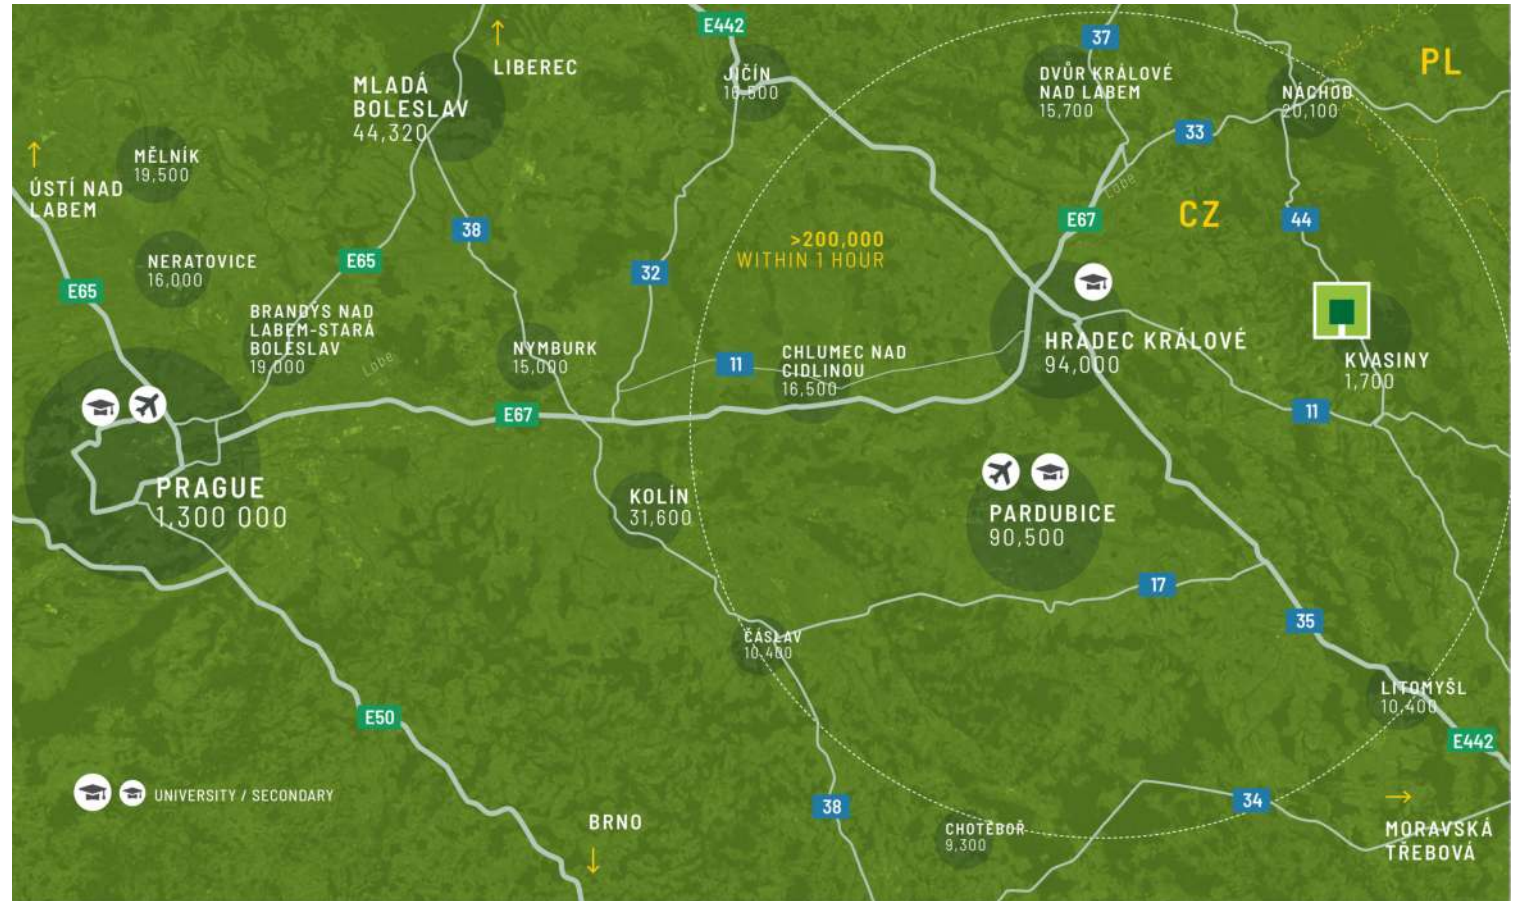 E442
37
LIBEREC
PL
MLADÁ
BOLESLAV
44,320
JIČÍN
16,500
DVŮR KRÁLOVÉ
NAD LABEM
15,700
NÁCHOD
20,100
33
MĚLNÍK
19,500
ÚSTÍ NAD
LABEM
Lobe
38
E67
CZ
44
>200,000
WITHIN 1 HOUR
NERATOVICE
16,000
E65
E65
32
BRANDÝS NAD
LABEM-STARÁ
BOLESLAV
19,000
Lobe
NYMBURK
15,000
11
CHLUMEC NAD
CIDLINOU
16,500
HRADEC KRÁLOVÉ
94,000
KVASINY
1,700
E67
11
PRAGUE
1,300 000
KOLÍN
31,600
PARDUBICE
90,500
17
35
ČÁSLAV
10,400
LITOMYŠL
10,400
E50
E442
UNIVERSITY / SECONDARY
BRNO
38
34
CHOTĚBOŘ
9,300
MORAVSKÁ
TŘEBOVÁ